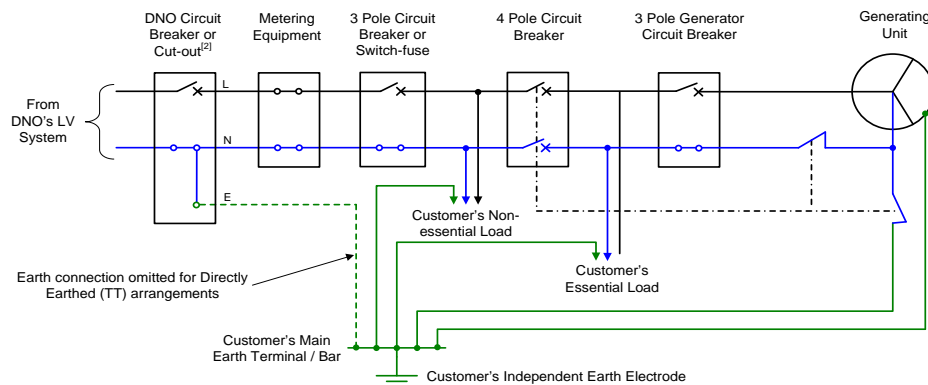 DNO Circuit
Breaker or
Cut-out[2]
Metering
Equipment
3 Pole Circuit
Breaker or
Switch-fuse
4 Pole Circuit
Breaker
3 Pole Generator
Circuit Breaker
Generating
Unit
L
From
DNO's LV
System
N
E
Customer's Non-
essential Load
Customer's
Essential Load
Earth connection omitted for Directly
Earthed (TT) arrangements
Customer's Main
Earth Terminal / Bar
Customer's Independent Earth Electrode